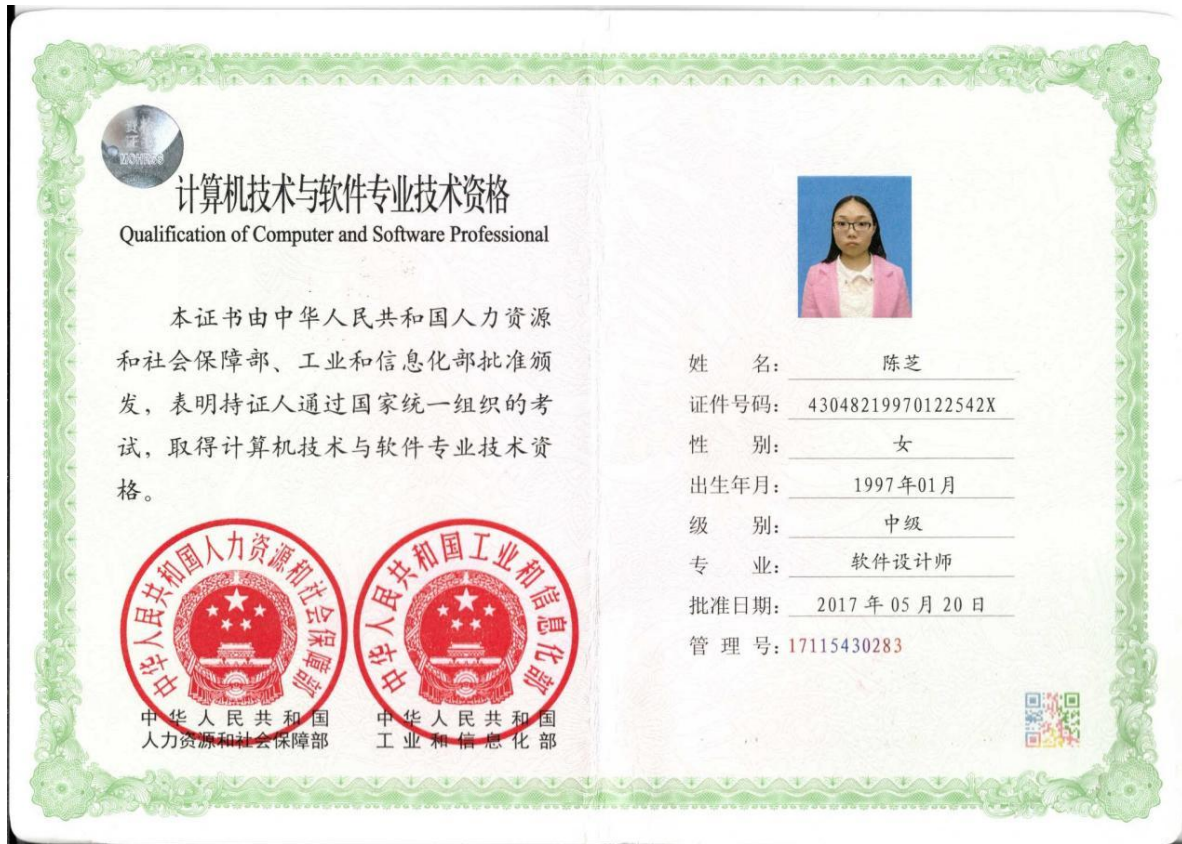 资格
证书
MOHRSS
计算机技术与软件专业技术资格
Qualification of Computer and Software Professional
本证书由中华人民共和国人力资源
和社会保障部、工业和信息化部批准颁
发，表明持证人通过国家统一组织的考
试，取得计算机技术与软件专业技术资
格。
中华人民共和国人力资源和社会保障部
中华人民共和国工业和信息化部
中华人民共和国
人力资源和社会保障部
中华人民共和国
工业和信息化部
姓 名：陈芝
证件号码：43048219970122542X
性 别：女
出生年月：1997年01月
级 别：中级
专 业：软件设计师
批准日期：2017 年 05 月 20 日
管 理 号：17115430283